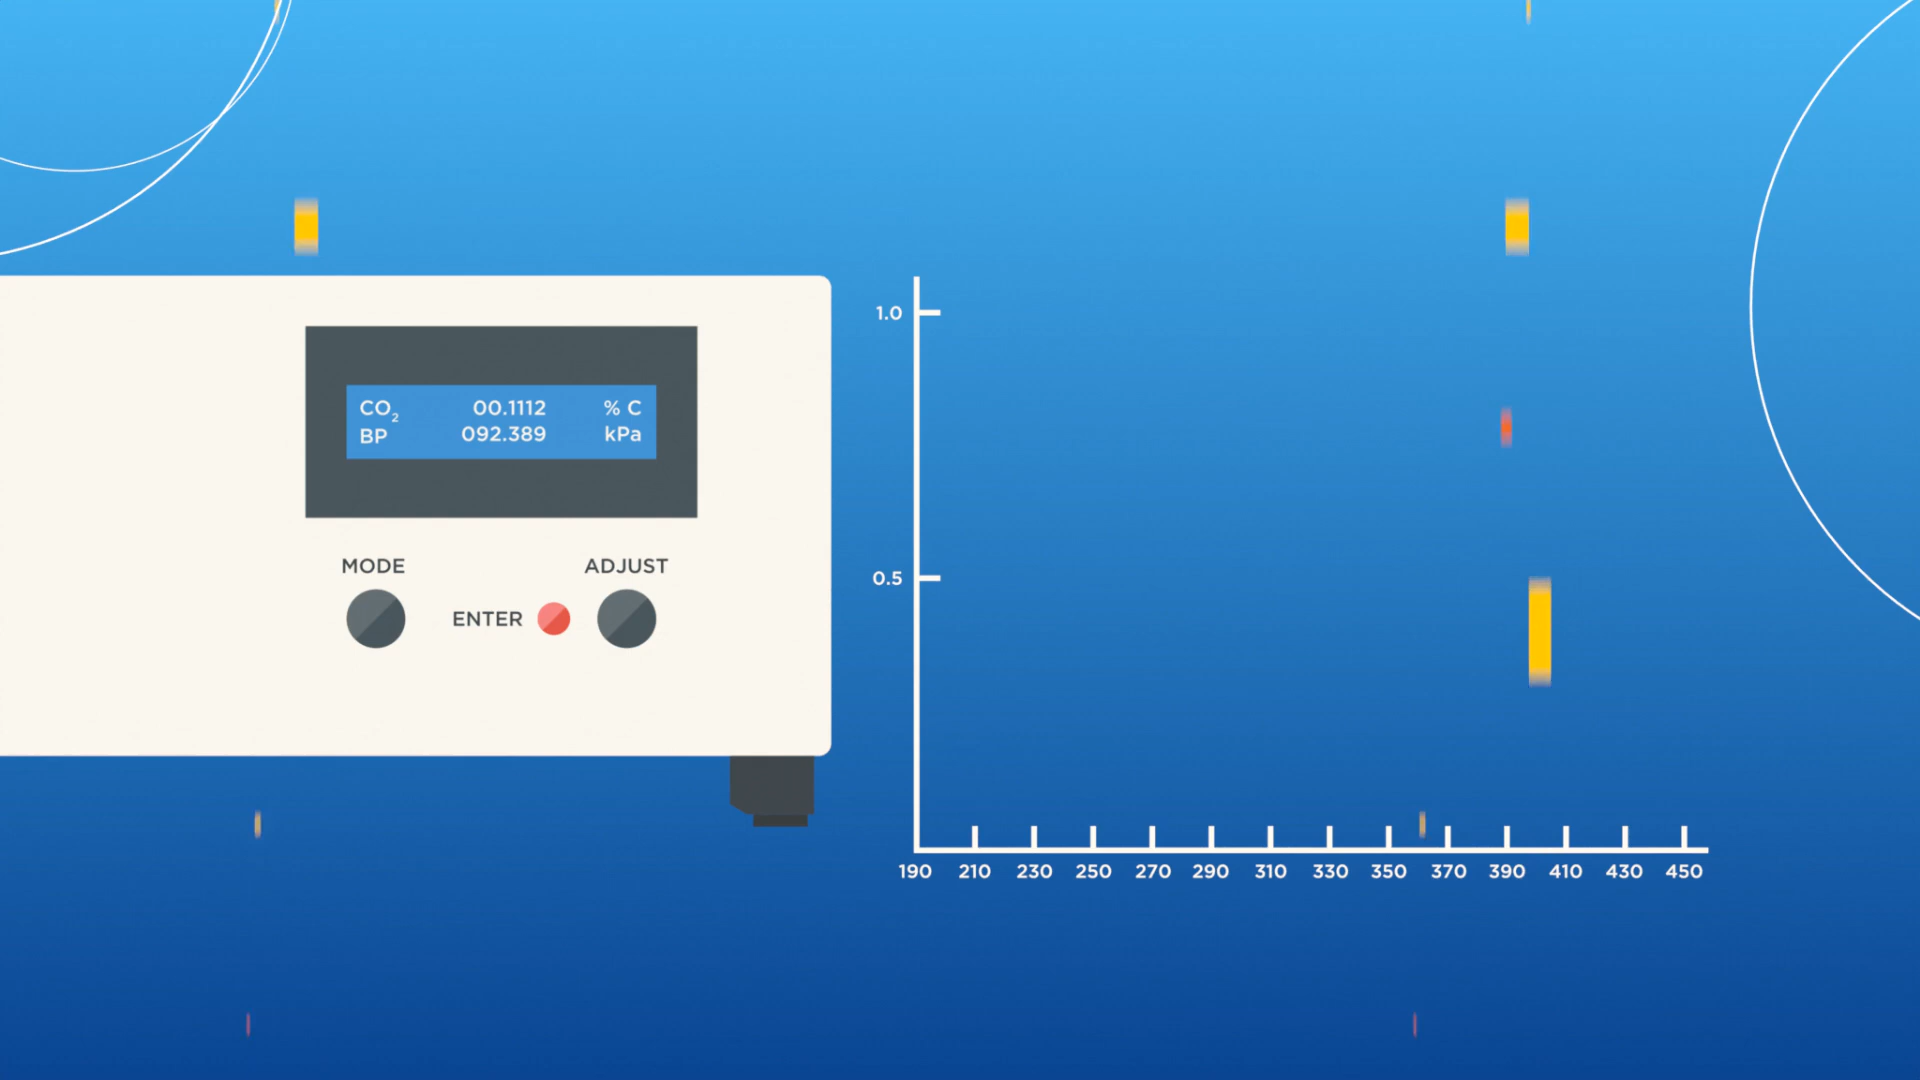 CO₂ 00.1112 % C
BP 092.389 kPa
MODE
ADJUST
ENTER
1.0
0.5
190 210 230 250 270 290 310 330 350 370 390 410 430 450